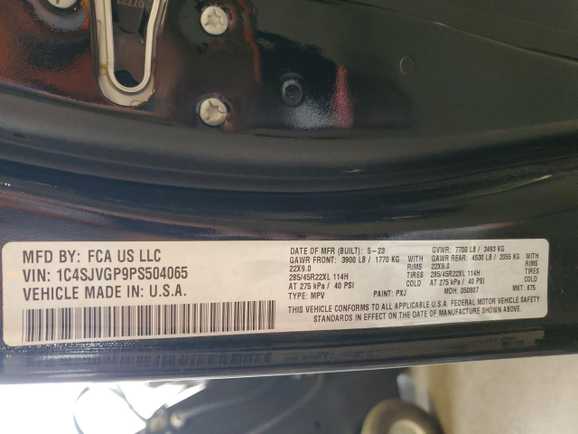 MFD BY: FCA US LLC
VIN: 1C4SJVGP9PS504065
VEHICLE MADE IN: U.S.A.
DATE OF MFR (BUILT): 5-23 GVWR: 7700 LB / 3493 KG
GAWR FRONT: 3900 LB / 1770 KG GAWR REAR: 4530 LB / 2055 KG
22X9.0 RIMS 22X9.0
285/45R22XL 114H TIRES 285/45R22XL 114H
AT 275 kPa / 40 PSI COLD AT 275 kPa / 40 PSI COLD
TYPE: MPV PAINT: PXJ MDH: 050907 MNT: 675
THIS VEHICLE CONFORMS TO ALL APPLICABLE U.S.A. FEDERAL MOTOR VEHICLE SAFETY
STANDARDS IN EFFECT ON THE DATE OF MANUFACTURE SHOWN ABOVE.